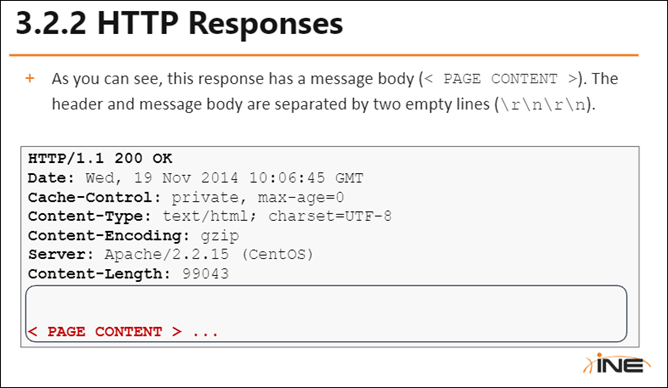 3.2.2 HTTP Responses
+ As you can see, this response has a message body (< PAGE CONTENT >). The
header and message body are separated by two empty lines (\r\n\r\n).
HTTP/1.1 200 OK
Date: Wed, 19 Nov 2014 10:06:45 GMT
Cache-Control: private, max-age=0
Content-Type: text/html; charset=UTF-8
Content-Encoding: gzip
Server: Apache/2.2.15 (CentOS)
Content-Length: 99043
< PAGE CONTENT > ...
INE